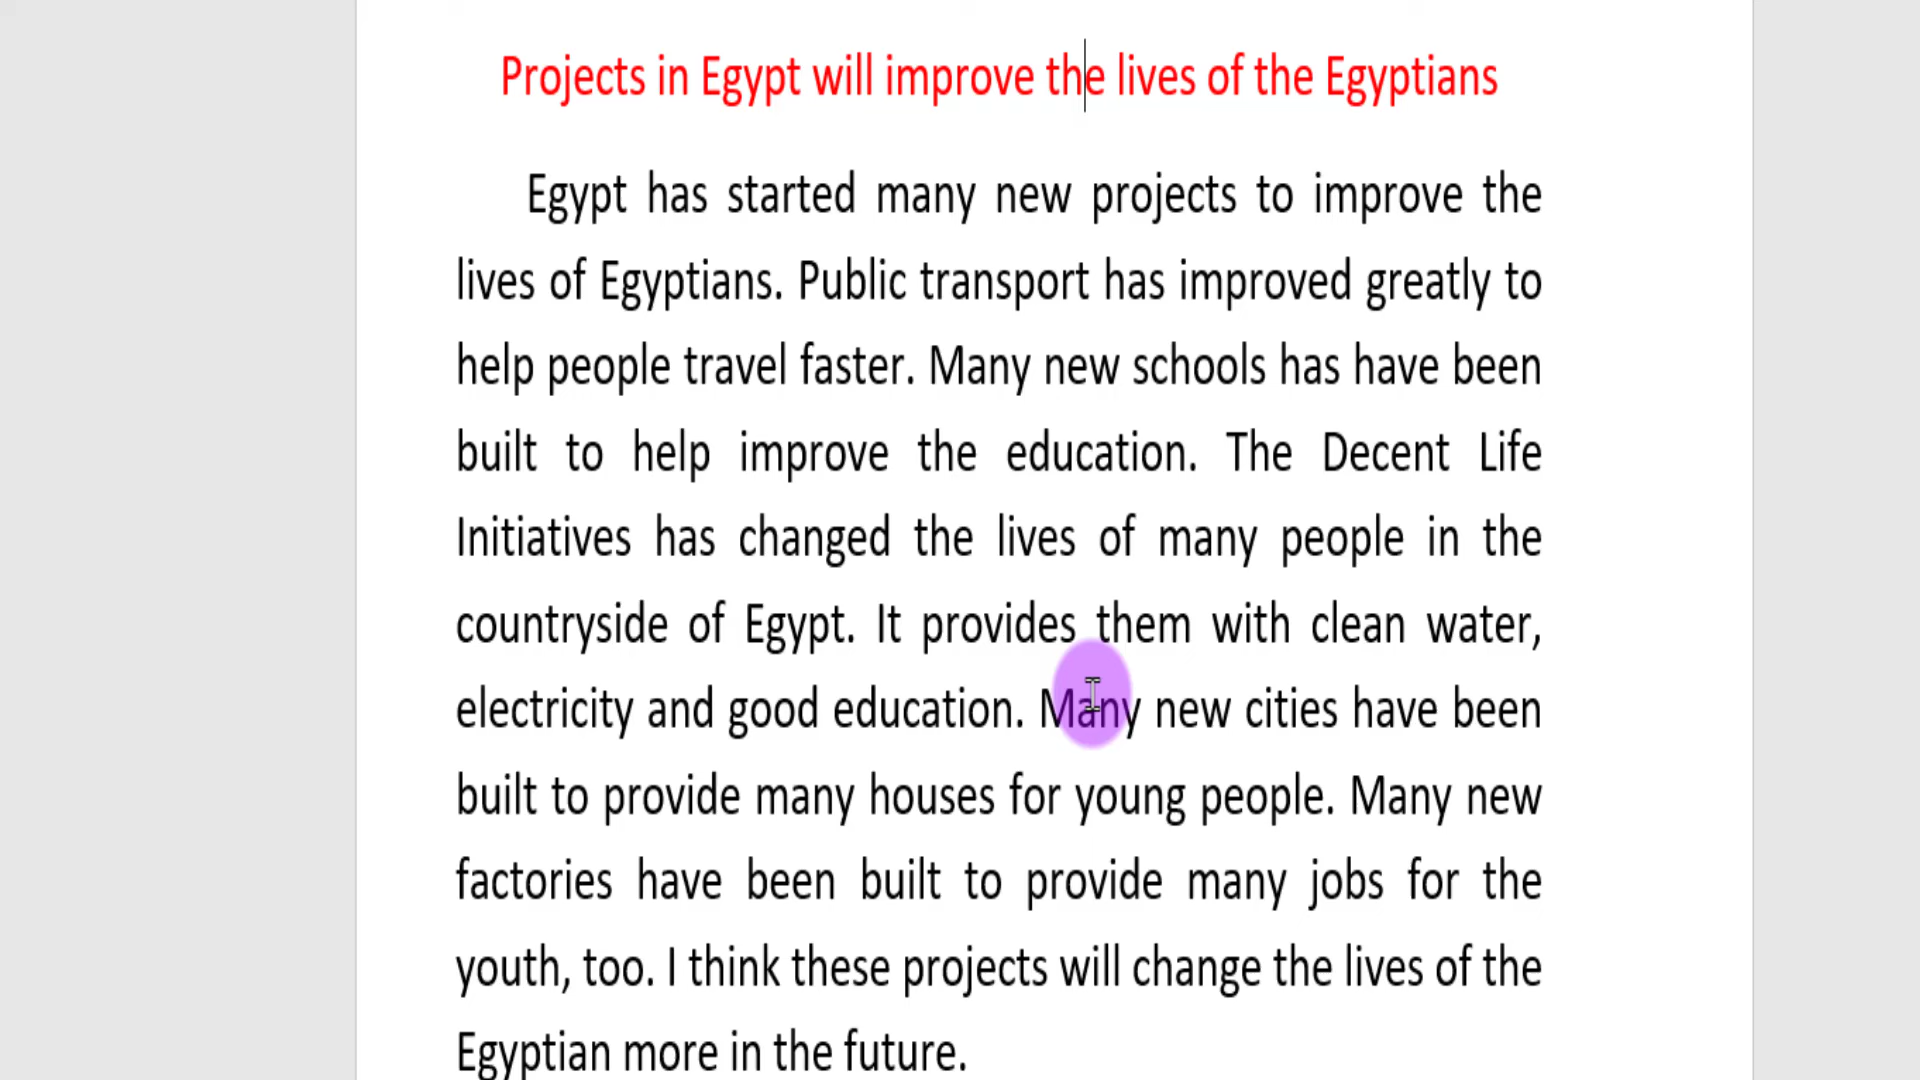 Projects in Egypt will improve the lives of the Egyptians
Egypt has started many new projects to improve the
lives of Egyptians. Public transport has improved greatly to
help people travel faster. Many new schools has have been
built to help improve the education. The Decent Life
Initiatives has changed the lives of many people in the
countryside of Egypt. It provides them with clean water,
electricity and good education. Many new cities have been
built to provide many houses for young people. Many new
factories have been built to provide many jobs for the
youth, too. I think these projects will change the lives of the
Egyptian more in the future.